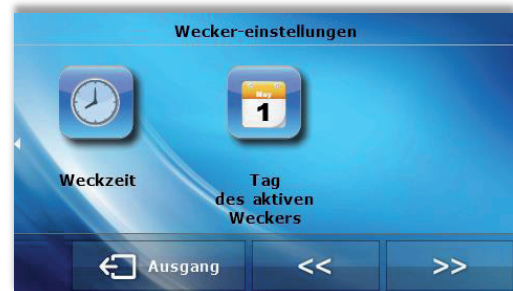 Wecker-einstellungen
May
1
Weckzeit
Tag
des aktiven
Weckers
Ausgang
<<
>>